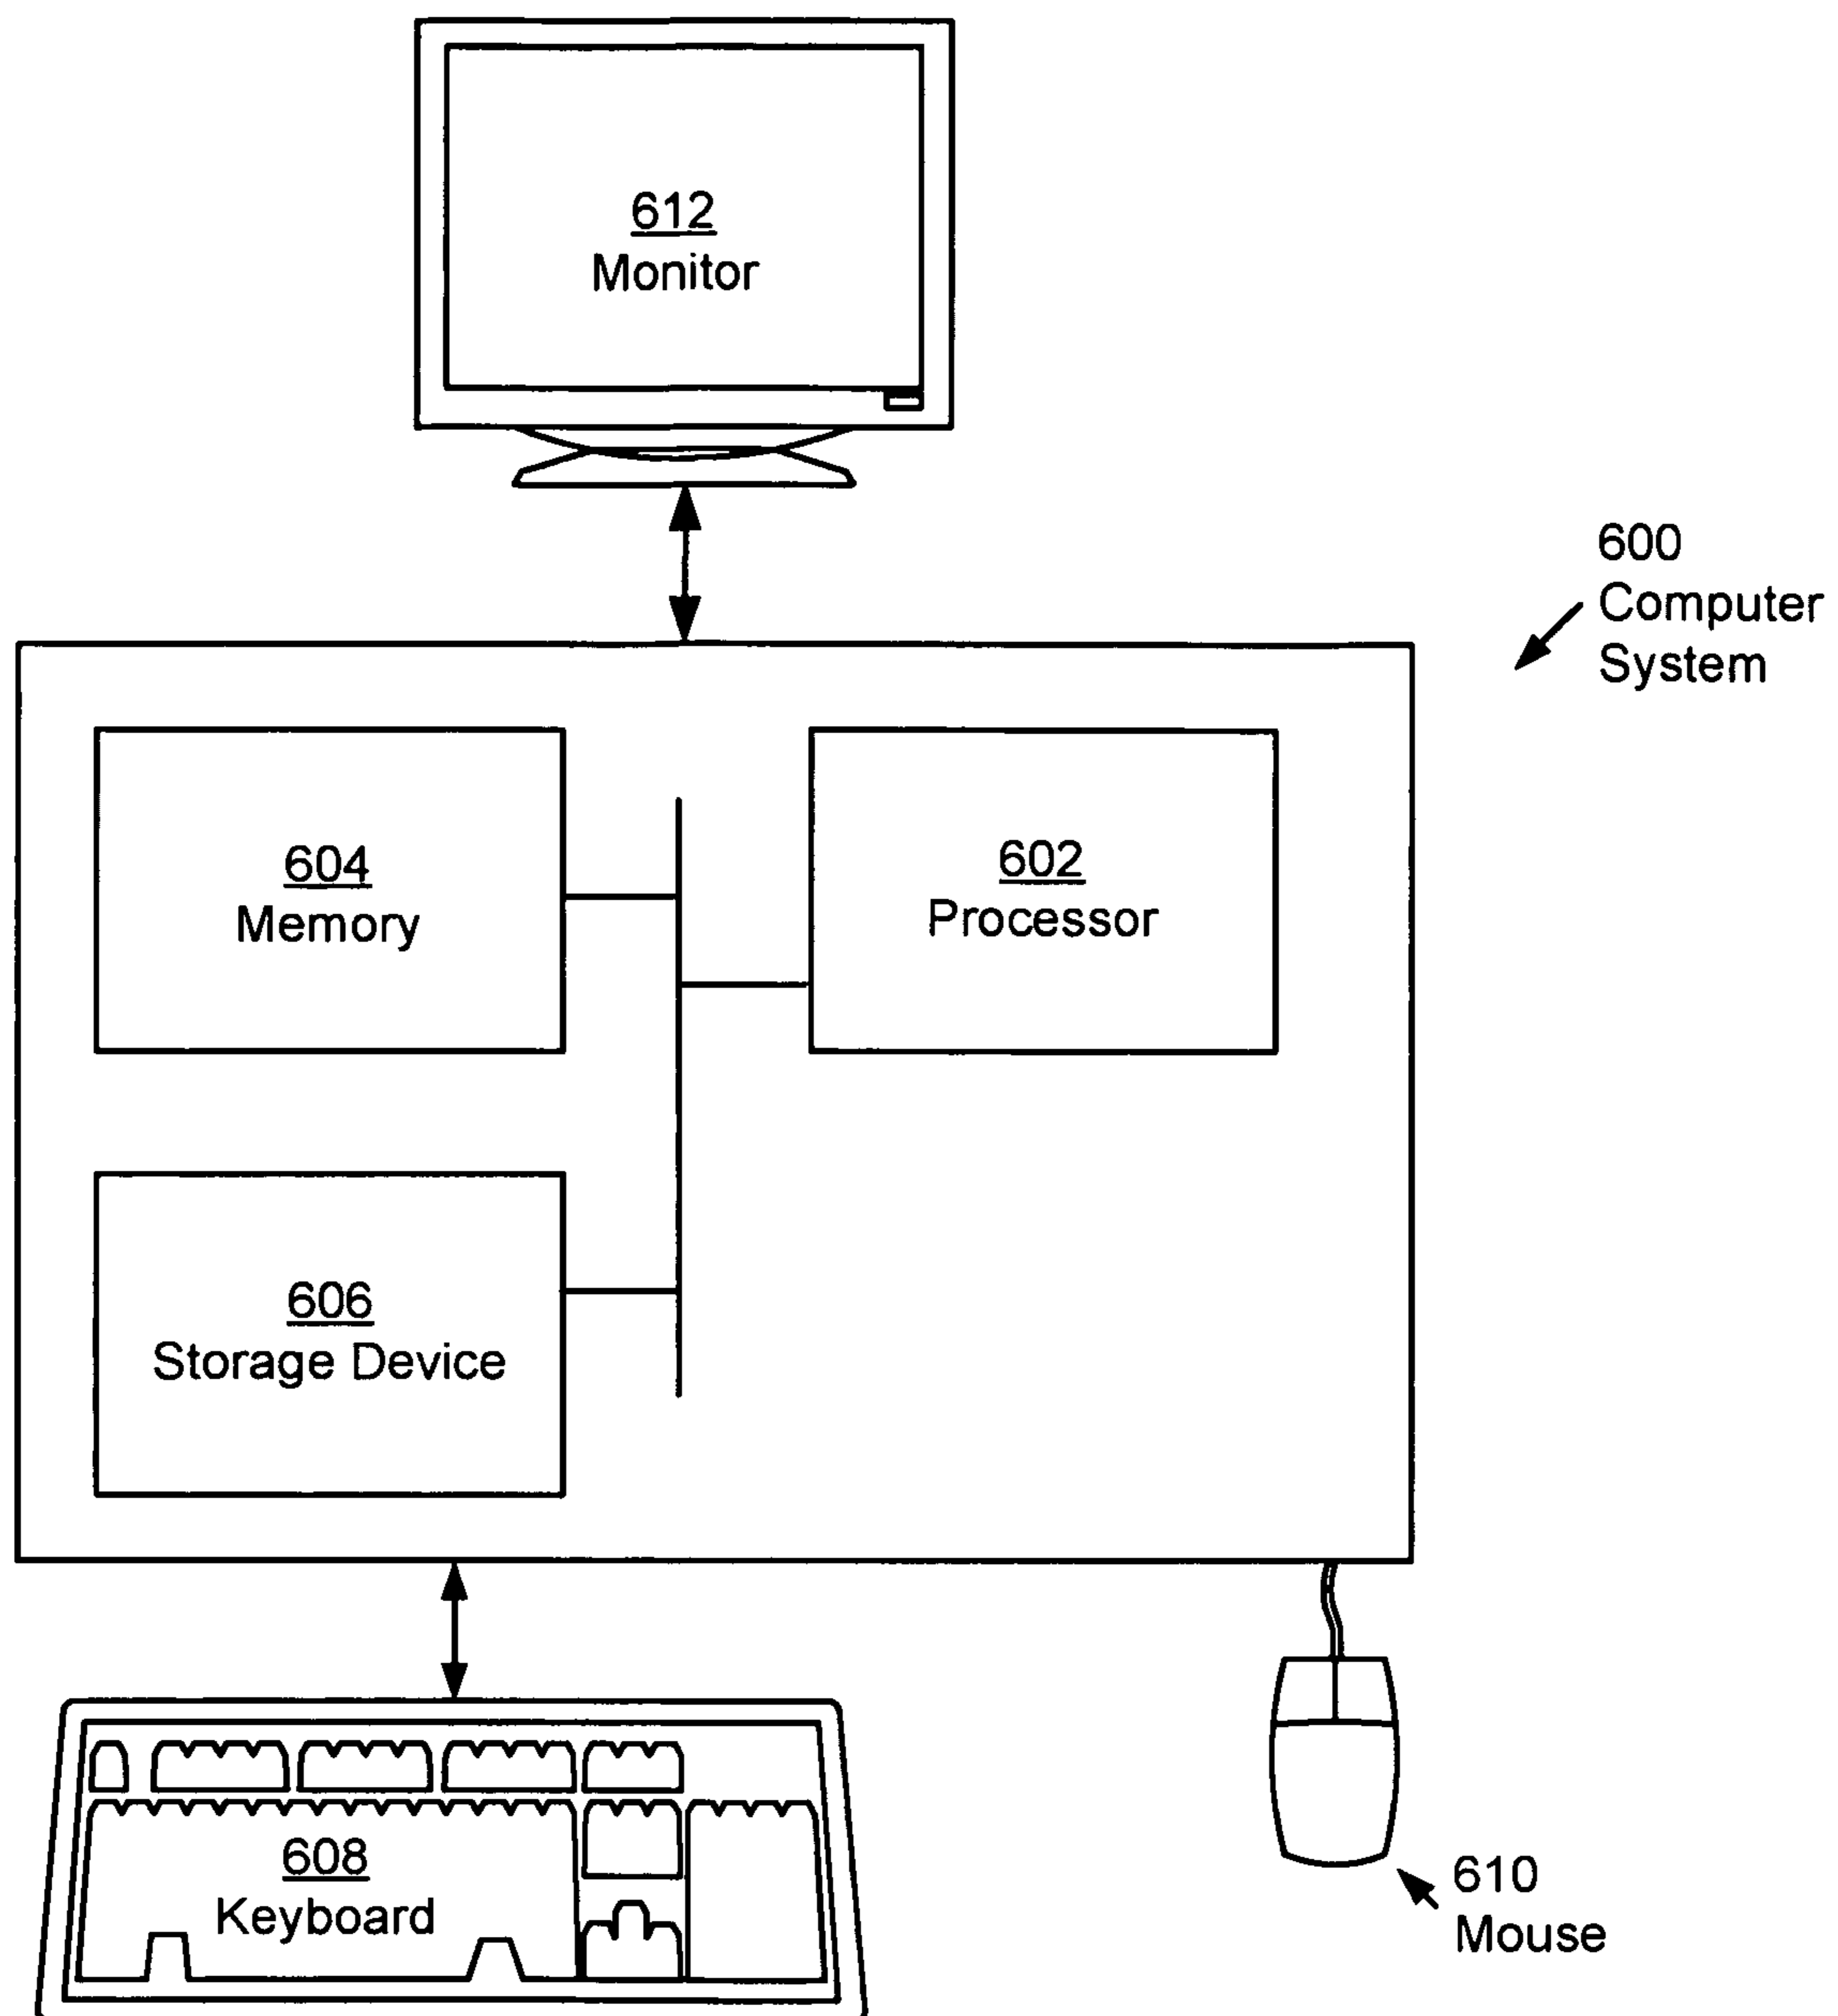 612
Monitor
600
Computer
System
604
Memory
602
Processor
606
Storage Device
608
Keyboard
610
Mouse